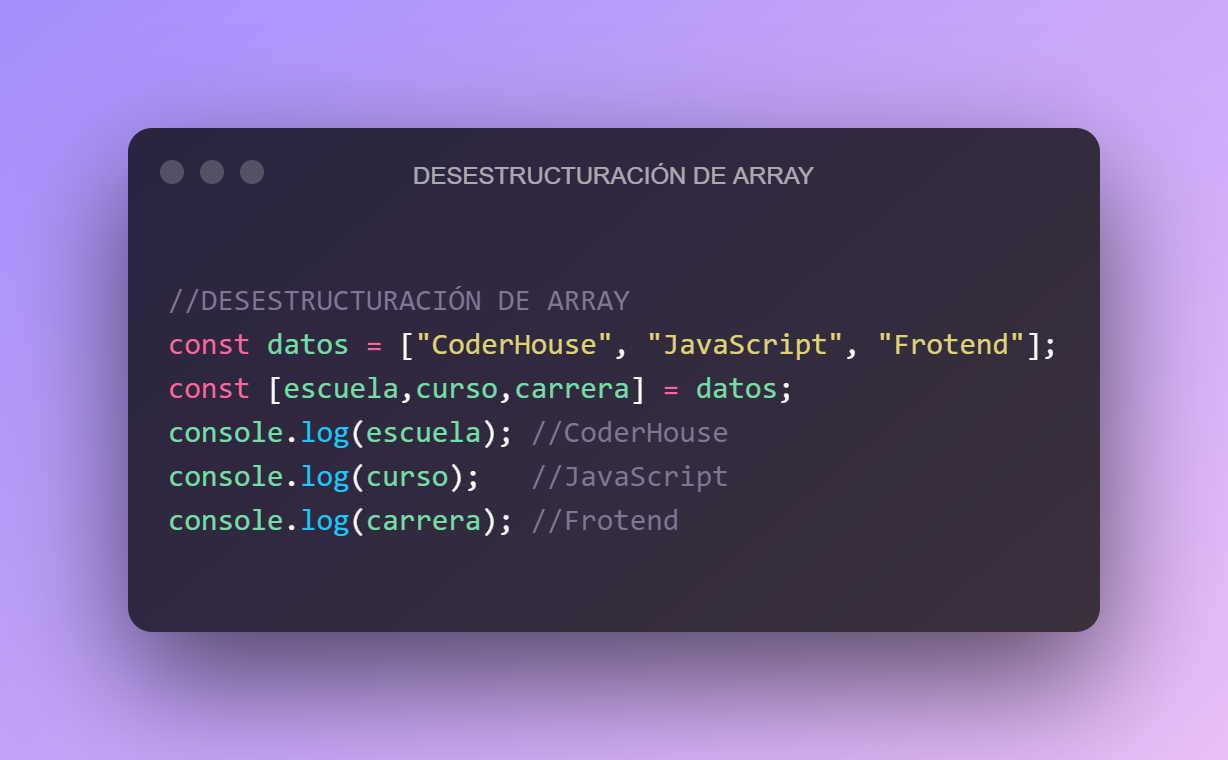 DESESTRUCTURACIÓN DE ARRAY
//DESESTRUCTURACIÓN DE ARRAY
const datos = ["CoderHouse", "JavaScript", "Frotend"];
const [escuela,curso,carrera] = datos;
console.log(escuela); //CoderHouse
console.log(curso);   //JavaScript
console.log(carrera); //Frotend